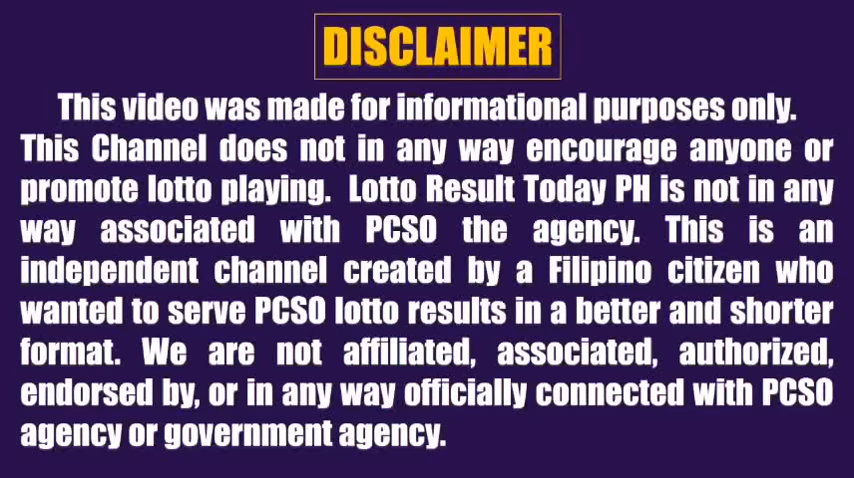 DISCLAIMER
This video was made for informational purposes only.
This Channel does not in any way encourage anyone or
promote lotto playing. Lotto Result Today PH is not in any
way associated with PCSO the agency. This is an
independent channel created by a Filipino citizen who
wanted to serve PCSO lotto results in a better and shorter
format. We are not affiliated, associated, authorized,
endorsed by, or in any way officially connected with PCSO
agency or government agency.